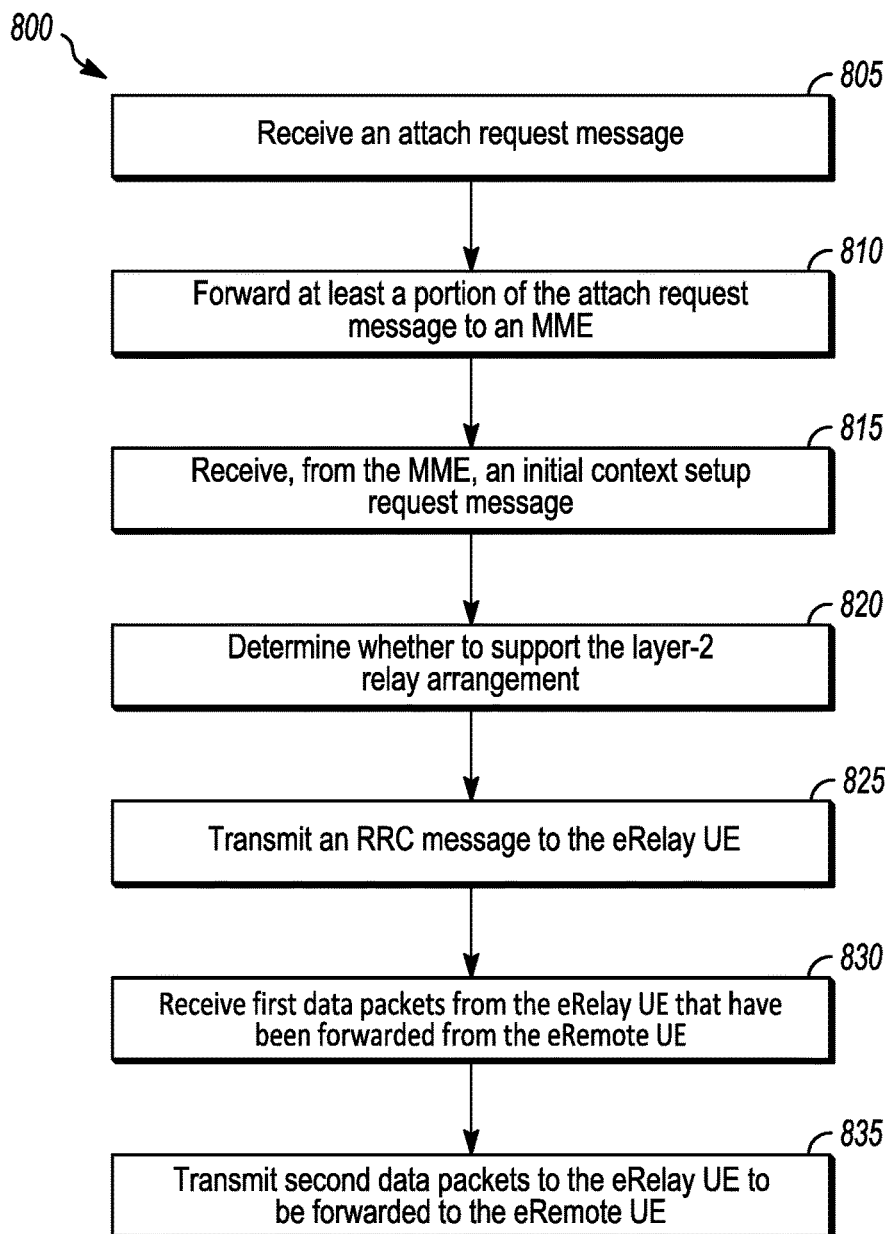 800
805
Receive an attach request message
810
Forward at least a portion of the attach request
message to an MME
815
Receive, from the MME, an initial context setup
request message
820
Determine whether to support the layer-2
relay arrangement
825
Transmit an RRC message to the eRelay UE
830
Receive first data packets from the eRelay UE that have
been forwarded from the eRemote UE
835
Transmit second data packets to the eRelay UE to
be forwarded to the eRemote UE